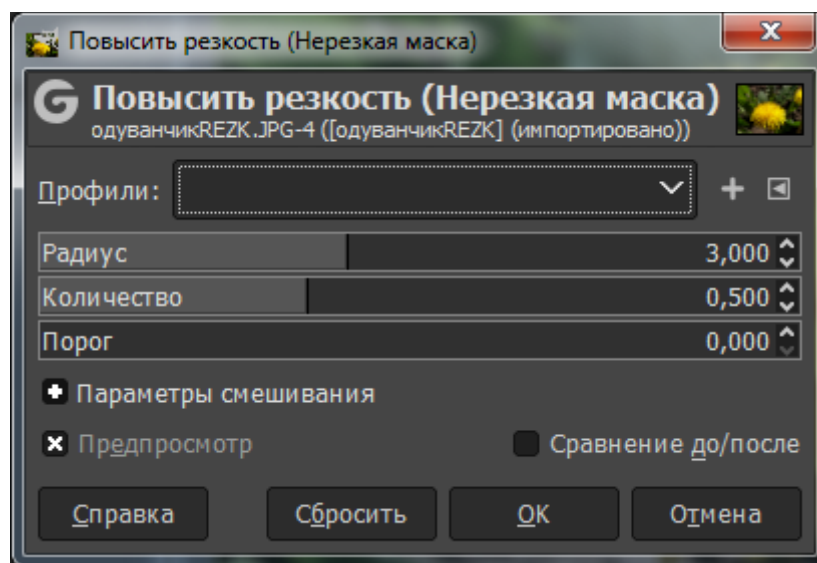 Повысить резкость (Нерезкая маска)
Повысить резкость (Нерезкая маска)
одуванчикREZK.JPG-4 ([одуванчикREZK] (импортировано))
Профили:
Радиус 3,000
Количество 0,500
Порог 0,000
Параметры смешивания
Предпросмотр Сравнение до/после
Справка Сбросить OK Отмена